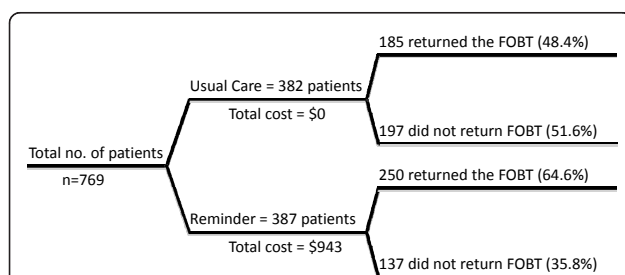 185 returned the FOBT (48.4%)
Usual Care = 382 patients
Total cost = $0
197 did not return FOBT (51.6%)
Total no. of patients
n=769
250 returned the FOBT (64.6%)
Reminder = 387 patients
Total cost = $943
137 did not return FOBT (35.8%)